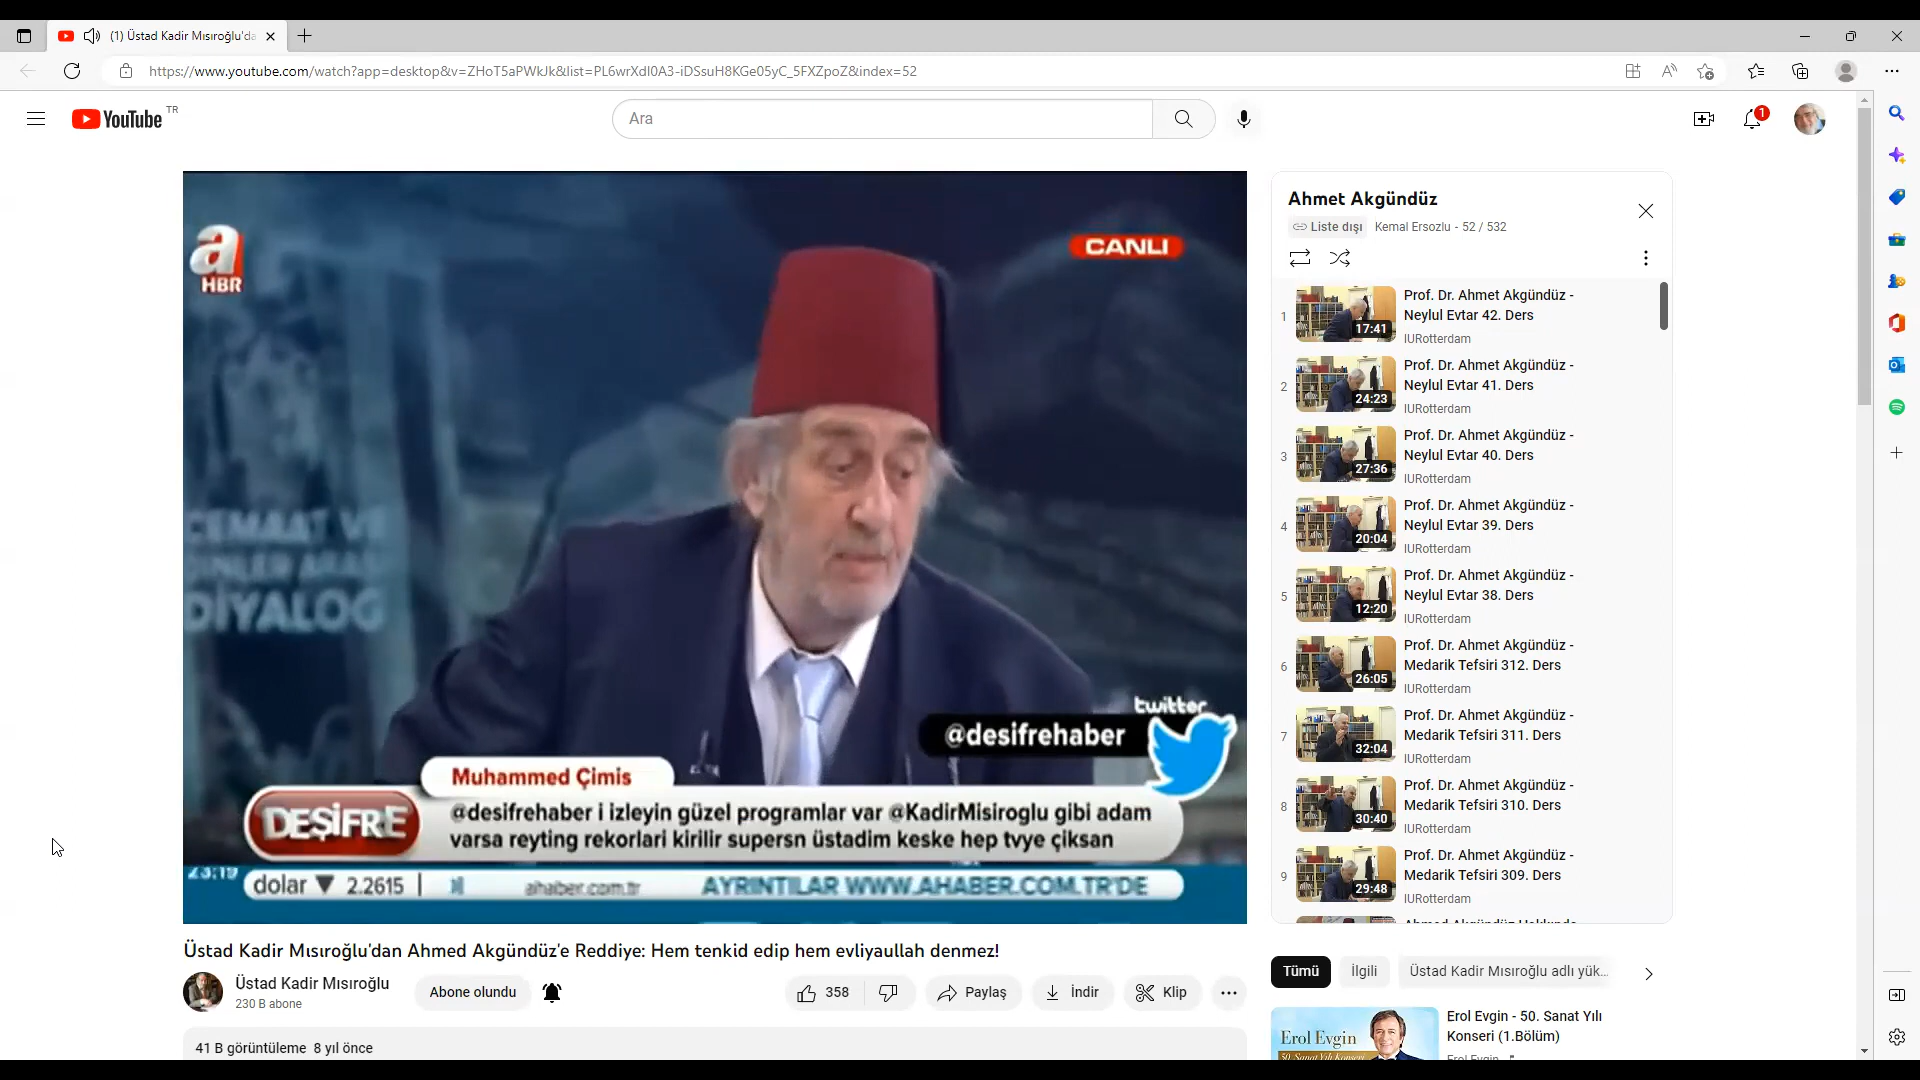 (1) Üstad Kadir Mısıroğlu'da
https://www.youtube.com/watch?app=desktop&v=ZHoT5aPWkJk&list=PL6wrXdI0A3-iDSsuH8KGe05yC_5FXZpoZ&index=52
YouTube TR
Ara
1
a
HBR
CANLI
CEMAAT VE
DİNLER ARASI
DİYALOG
twitter
@desifrehaber
Muhammed Çimis
DEŞİFRE
@desifrehaber i izleyin güzel programlar var @KadirMisiroglu gibi adam
varsa reyting rekorlari kirilir supersn üstadim keske hep tvye çiksan
23:19
dolar ▼ 2.2615 | ahaber.com.tr AYRINTILAR WWW.AHABER.COM.TR'DE
Üstad Kadir Mısıroğlu'dan Ahmed Akgündüz'e Reddiye: Hem tenkid edip hem evliyaullah denmez!
Üstad Kadir Mısıroğlu
230 B abone
Abone olundu
358
Paylaş
İndir
Klip
41 B görüntüleme 8 yıl önce
Ahmet Akgündüz
Liste dışı Kemal Ersozlu - 52 / 532
1
17:41
Prof. Dr. Ahmet Akgündüz -
Neylul Evtar 42. Ders
IURotterdam
2
24:23
Prof. Dr. Ahmet Akgündüz -
Neylul Evtar 41. Ders
IURotterdam
3
27:36
Prof. Dr. Ahmet Akgündüz -
Neylul Evtar 40. Ders
IURotterdam
4
20:04
Prof. Dr. Ahmet Akgündüz -
Neylul Evtar 39. Ders
IURotterdam
5
12:20
Prof. Dr. Ahmet Akgündüz -
Neylul Evtar 38. Ders
IURotterdam
6
26:05
Prof. Dr. Ahmet Akgündüz -
Medarik Tefsiri 312. Ders
IURotterdam
7
32:04
Prof. Dr. Ahmet Akgündüz -
Medarik Tefsiri 311. Ders
IURotterdam
8
30:40
Prof. Dr. Ahmet Akgündüz -
Medarik Tefsiri 310. Ders
IURotterdam
9
29:48
Prof. Dr. Ahmet Akgündüz -
Medarik Tefsiri 309. Ders
IURotterdam
Ahmed Akgündüz Hakkında
Tümü
İlgili
Üstad Kadir Mısıroğlu adlı yük...
Erol Evgin
50. Sanat Yılı Konseri
Erol Evgin - 50. Sanat Yılı
Konseri (1.Bölüm)
Erol Evgin